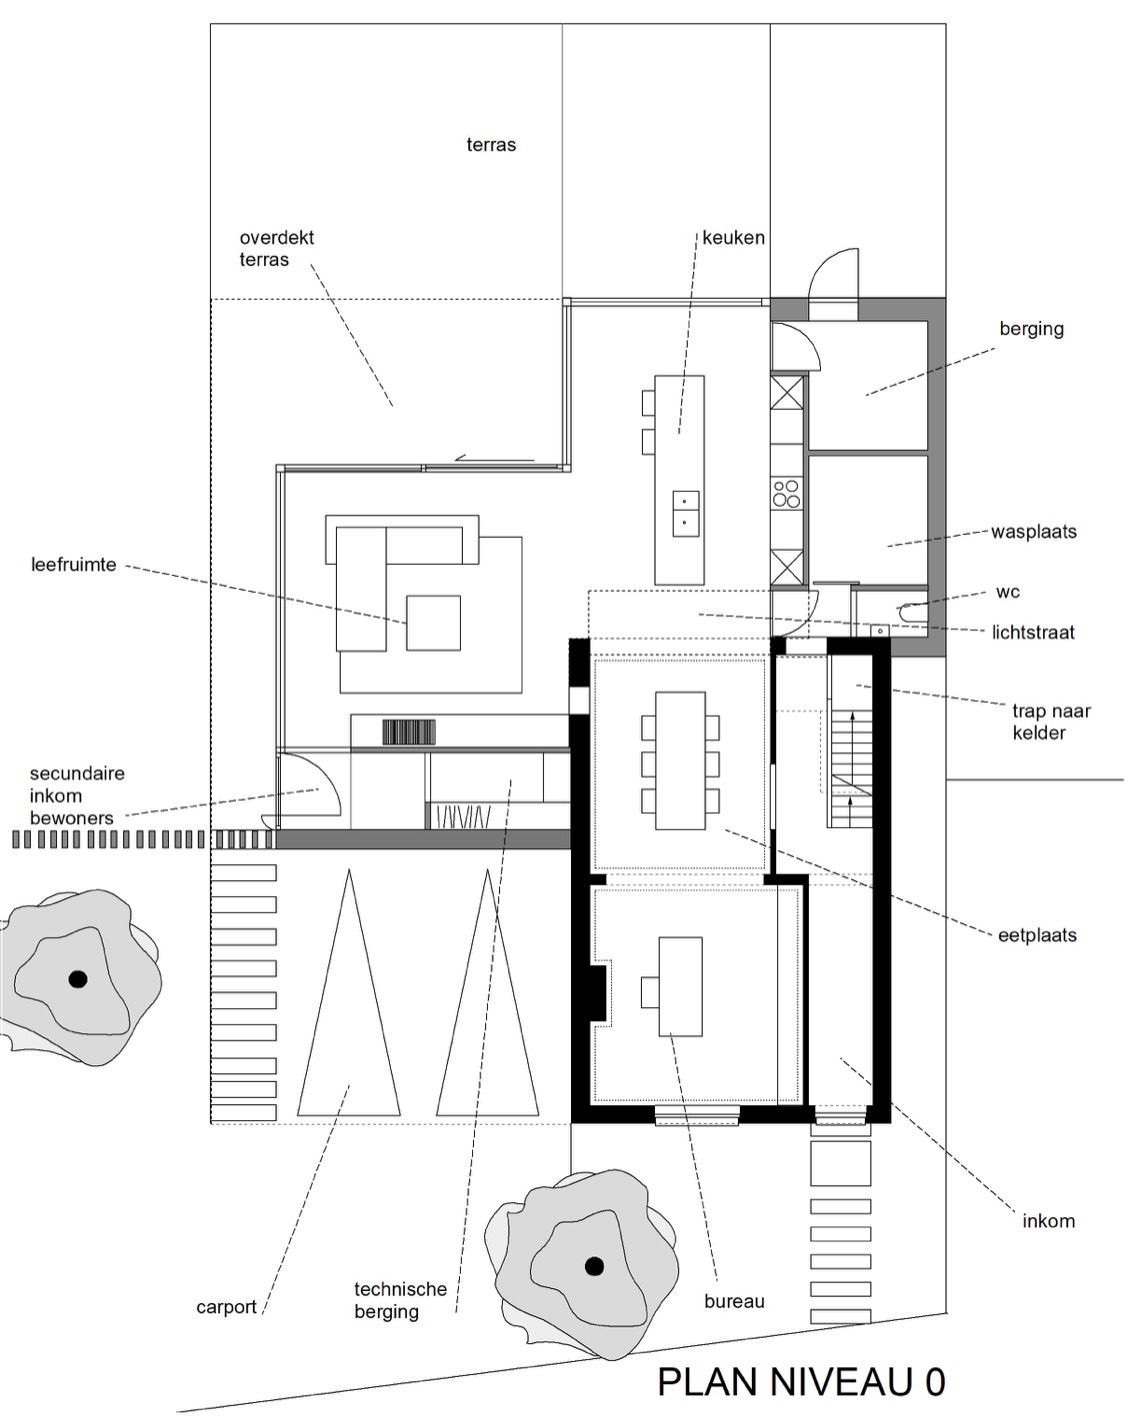 terras
overdekt
terras
keuken
berging
wasplaats
leefruimte
wc
lichtstraat
trap naar
kelder
secundaire
inkom
bewoners
eetplaats
inkom
technische
berging
bureau
carport
PLAN NIVEAU 0